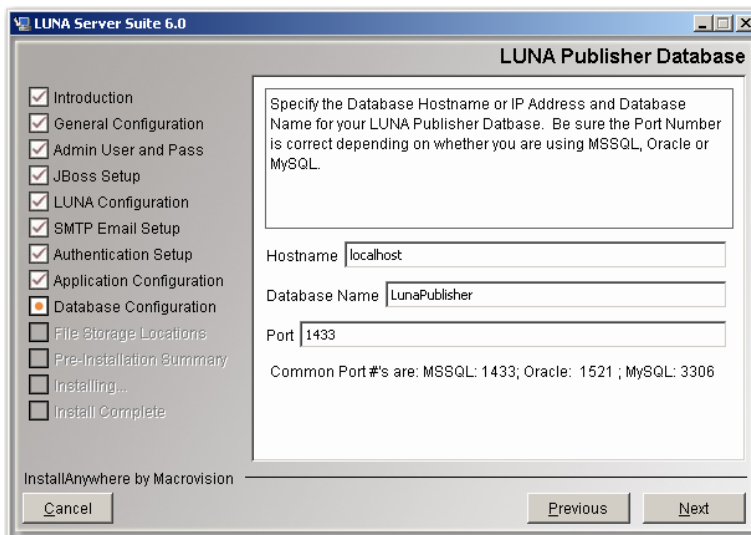 LUNA Server Suite 6.0
LUNA Publisher Database
Introduction
General Configuration
Admin User and Pass
JBoss Setup
LUNA Configuration
SMTP Email Setup
Authentication Setup
Application Configuration
Database Configuration
File Storage Locations
Pre-Installation Summary
Installing...
Install Complete
Specify the Database Hostname or IP Address and Database
Name for your LUNA Publisher Datbase.  Be sure the Port Number
is correct depending on whether you are using MSSQL, Oracle or
MySQL.
Hostname localhost
Database Name LunaPublisher
Port 1433
Common Port #'s are: MSSQL: 1433; Oracle:  1521 ; MySQL: 3306
InstallAnywhere by Macrovision
Cancel
Previous
Next